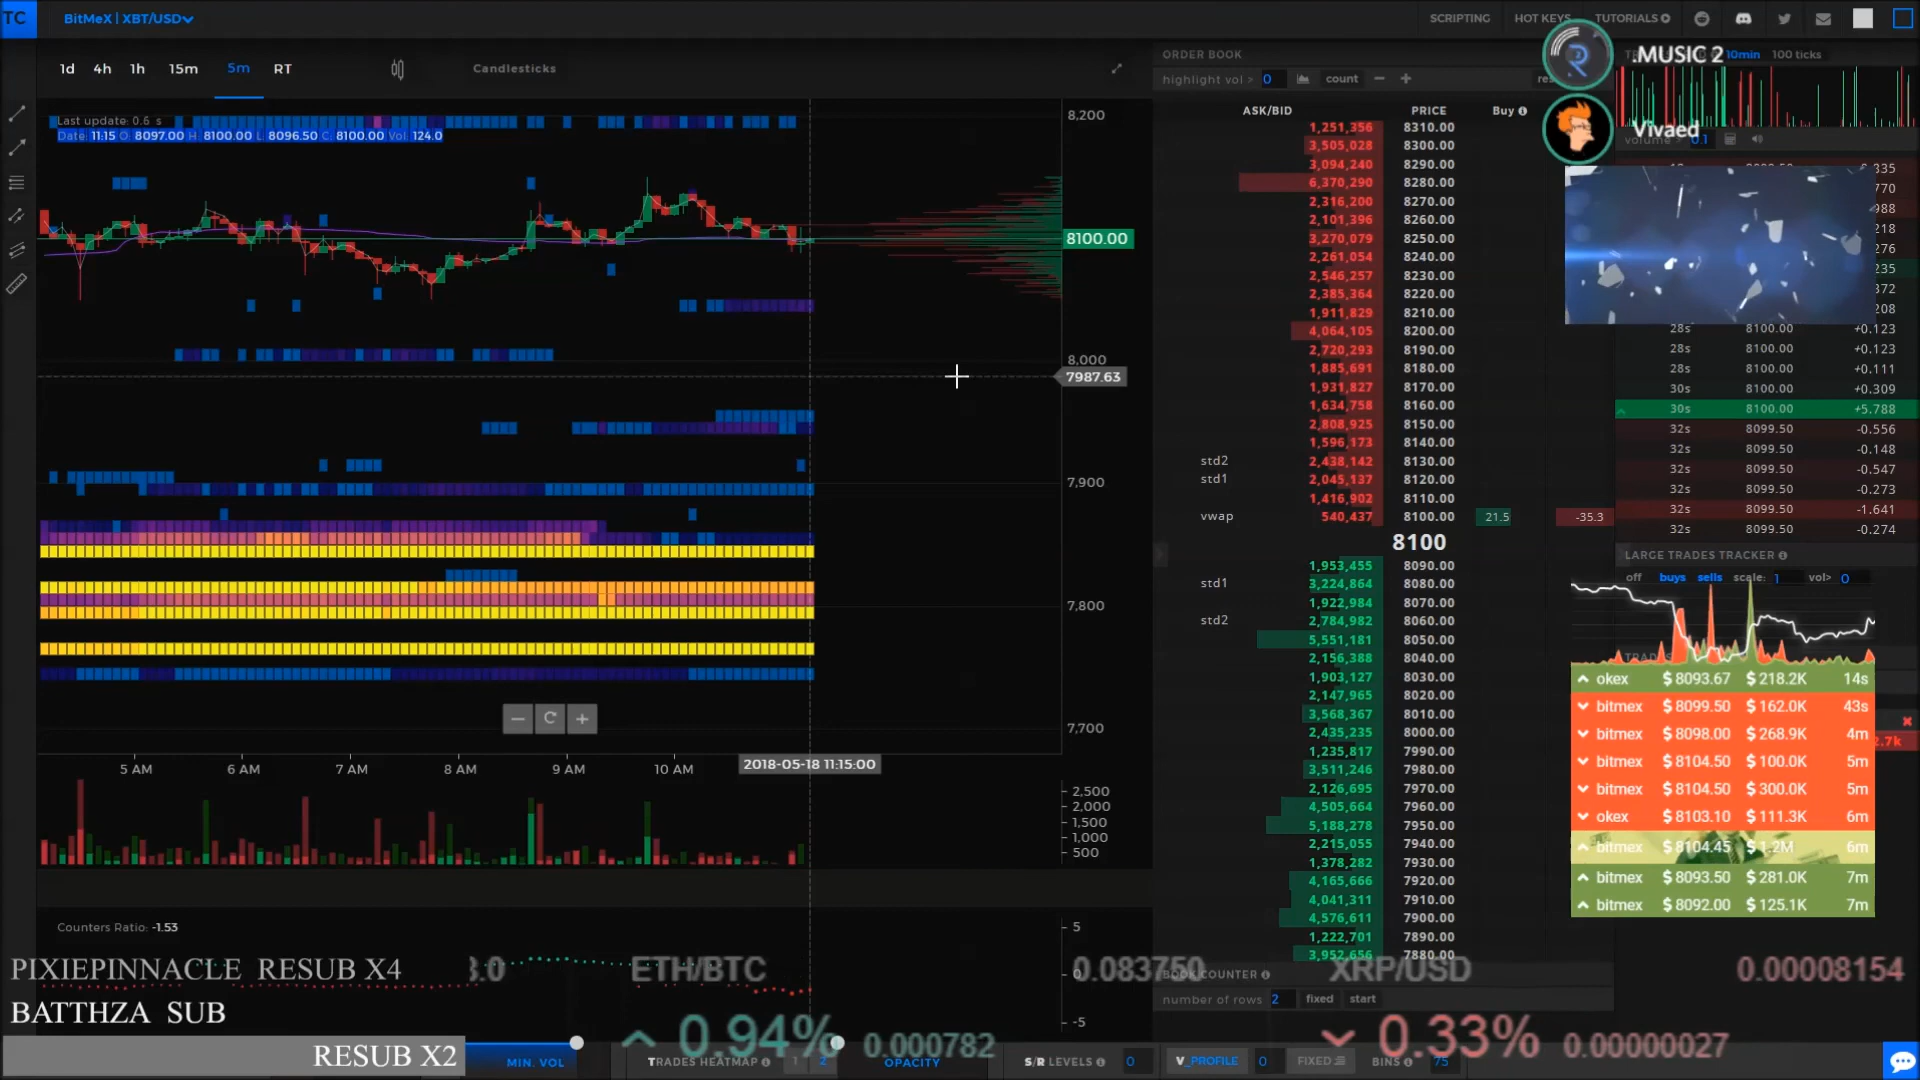 TC
BitMeX | XBT/USD
SCRIPTING
HOT KEYS
TUTORIALS
1d 4h 1h 15m 5m RT
Candlesticks
Last update: 0.6 s
Date: 11:15 O: 8097.00 H: 8100.00 L: 8096.50 C: 8100.00 Vol: 124.0
8,200
8100.00
8,000
7987.63
7,900
7,800
7,700
5 AM 6 AM 7 AM 8 AM 9 AM 10 AM
2018-05-18 11:15:00
2,500
2,000
1,500
1,000
500
Counters Ratio: -1.53
5
0
-5
ORDER BOOK
highlight vol > 0 count − +
ASK/BID PRICE Buy
1,251,356 8310.00
3,505,028 8300.00
3,094,240 8290.00
6,370,290 8280.00
2,316,200 8270.00
2,101,396 8260.00
3,270,079 8250.00
2,261,054 8240.00
2,546,257 8230.00
2,385,364 8220.00
1,911,829 8210.00
4,064,105 8200.00
2,720,293 8190.00
1,885,691 8180.00
1,931,827 8170.00
1,634,758 8160.00
2,808,925 8150.00
1,596,173 8140.00
std2 2,438,142 8130.00
std1 2,045,137 8120.00
1,416,902 8110.00
vwap 540,437 8100.00 21.5 -35.3
8100
1,953,455 8090.00
std1 3,224,864 8080.00
1,922,984 8070.00
std2 2,784,982 8060.00
5,551,181 8050.00
2,156,388 8040.00
1,903,127 8030.00
2,147,965 8020.00
3,568,367 8010.00
2,435,235 8000.00
1,235,817 7990.00
3,511,246 7980.00
2,126,695 7970.00
4,505,664 7960.00
5,188,278 7950.00
2,215,055 7940.00
1,378,282 7930.00
4,165,666 7920.00
4,041,311 7910.00
4,576,611 7900.00
1,222,701 7890.00
3,952,656 7880.00
BOOK COUNTER
number of rows 2 fixed start
.MUSIC 2
10min 100 ticks
Vivaed
volume > 0.1
335
770
988
218
276
235
372
208
28s 8100.00 +0.123
28s 8100.00 +0.123
28s 8100.00 +0.111
30s 8100.00 +0.309
30s 8100.00 +5.788
32s 8099.50 -0.556
32s 8099.50 -0.148
32s 8099.50 -0.547
32s 8099.50 -0.273
32s 8099.50 -1.641
32s 8099.50 -0.274
LARGE TRADES TRACKER
off buys sells scale: 1 vol> 0
okex $8093.67 $218.2K 14s
bitmex $8099.50 $162.0K 43s
bitmex $8098.00 $268.9K 4m
bitmex $8104.50 $100.0K 5m
bitmex $8104.50 $300.0K 5m
okex $8103.10 $111.3K 6m
bitmex $8104.45 $1.2M 6m
bitmex $8093.50 $281.0K 7m
bitmex $8092.00 $125.1K 7m
2.7k
PIXIEPINNACLE RESUB X4
BATTHZA SUB
RESUB X2
ETH/BTC 0.083750
0.94% 0.000782
XRP/USD 0.00008154
0.33% 0.00000027
MIN. VOL
TRADES HEATMAP 1 2
OPACITY
S/R LEVELS 0
V_PROFILE 0
FIXED
BINS 75